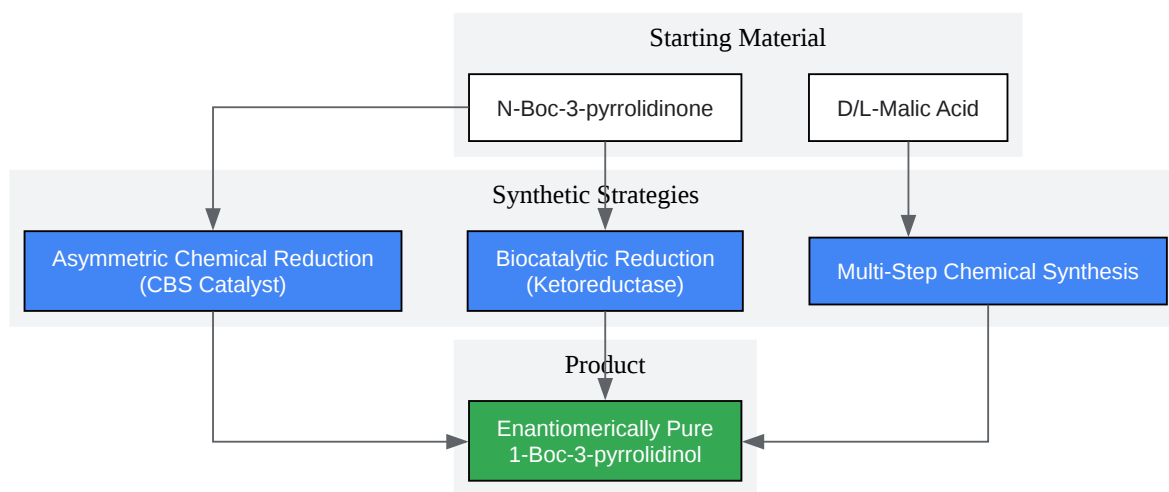 Starting Material
N-Boc-3-pyrrolidinone
D/L-Malic Acid
Synthetic Strategies
Asymmetric Chemical Reduction
(CBS Catalyst)
Biocatalytic Reduction
(Ketoreductase)
Multi-Step Chemical Synthesis
Product
Enantiomerically Pure
1-Boc-3-pyrrolidinol